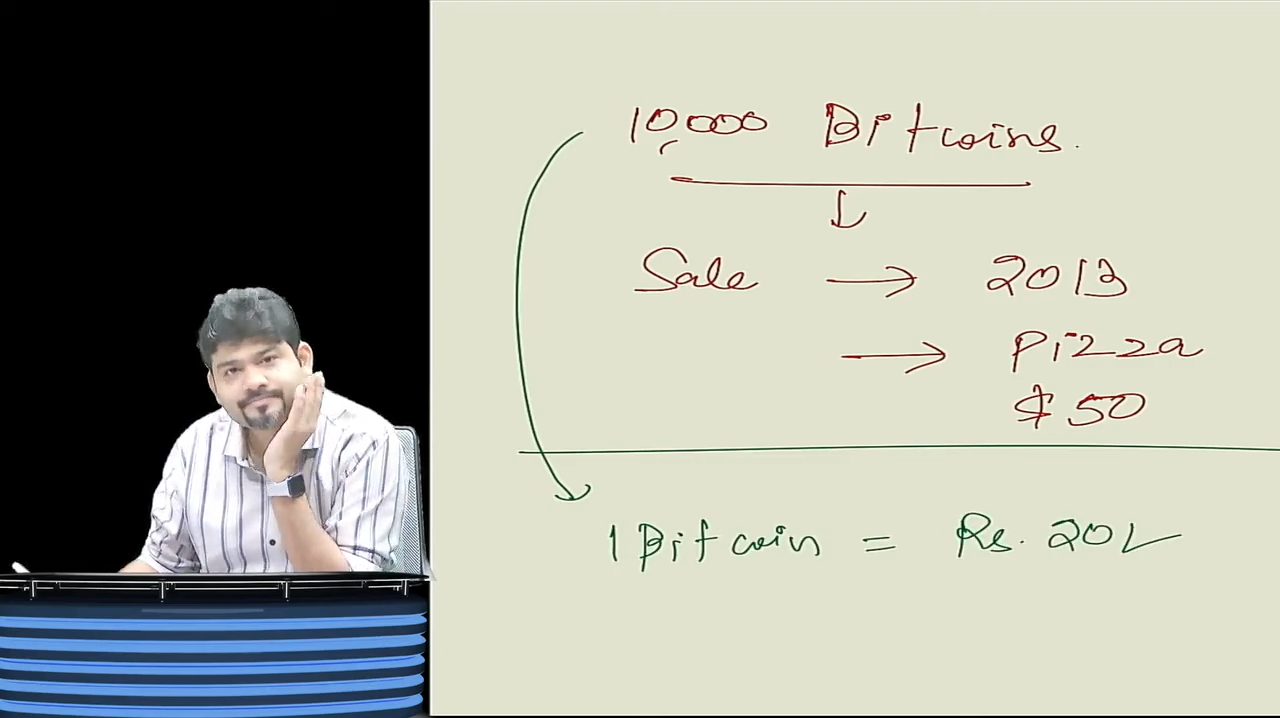 10,000 Bitcoins.
Sale → 2013
→ Pizza
$50
1 Bitcoin = Rs. 20L